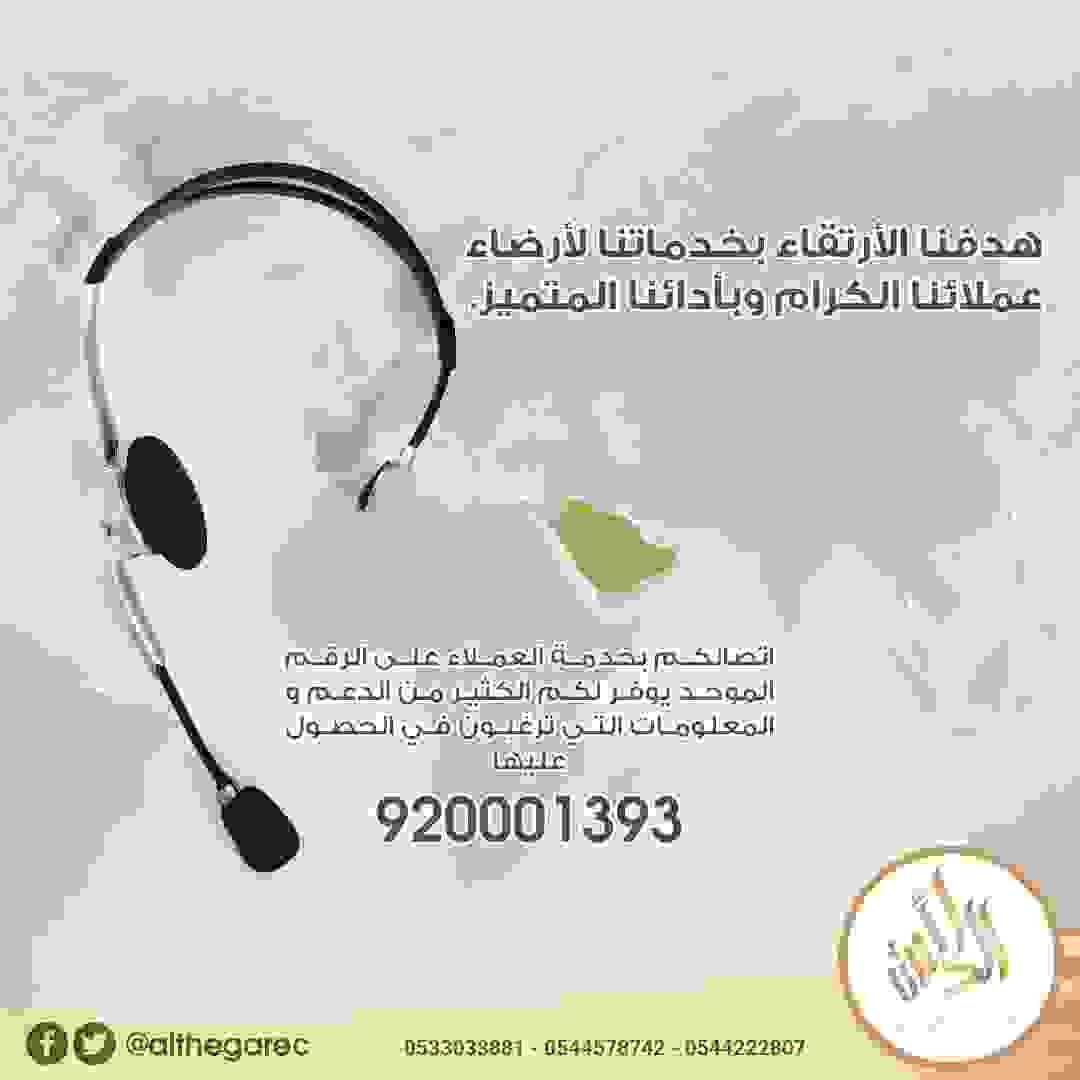 هدفنا الأرتقاء بخدماتنا لأرضاء
عملائنا الكرام وبأدائنا المتميز.
اتصالكم بخدمة العملاء على الرقم
الموحد يوفر لكم الكثير من الدعم و
المعلومات التي ترغبون في الحصول
عليها
920001393
@althegarec
0533033881 - 0544578742 - 0544222807